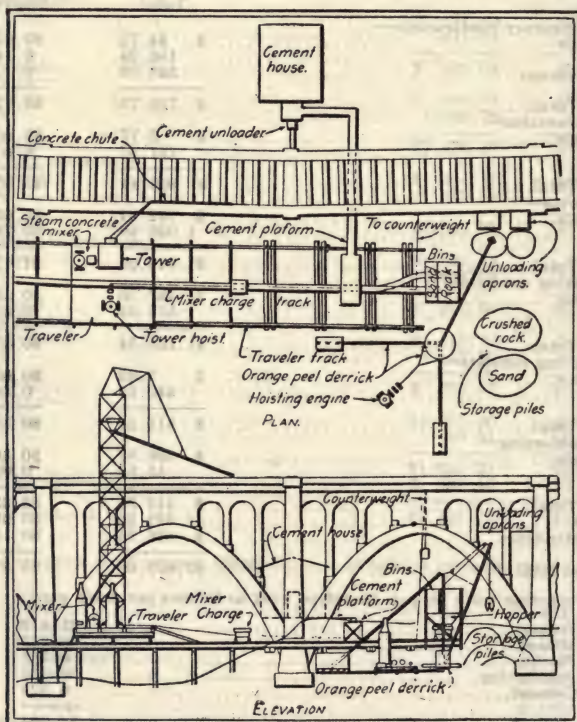 Cement
house.
Cement unloader
Concrete chute
Steam concrete
mixer
Cement plaform
To counterweight
Bins
Sand
Rock
Unloading
aprons.
Tower
Mixer charge track
Traveler
Tower hoist.
Traveler track
Crushed
rock.
Orange peel derrick
Sand
Hoisting engine
Storage piles
PLAN.
Counterweight
Unloading
aprons
Cement house
Bins
Mixer
Mixer
Charge
Cement
platform
Traveler
Hopper
Storage
piles
Orange peel derrick
ELEVATION